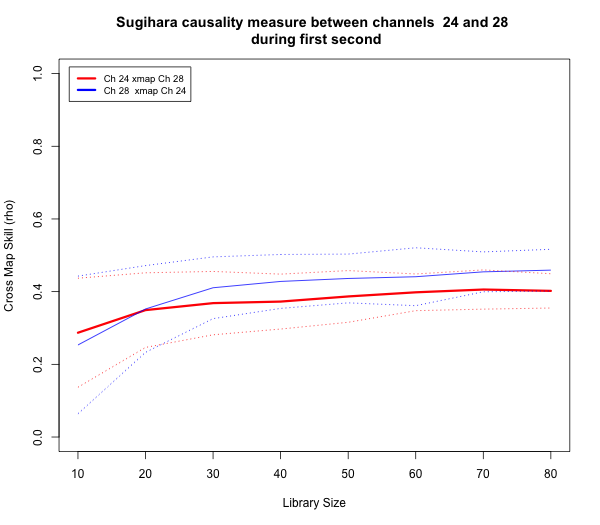 Sugihara causality measure between channels  24 and 28
during first second
Ch 24 xmap Ch 28
Ch 28  xmap Ch 24
Cross Map Skill (rho)
1.0
0.8
0.6
0.4
0.2
0.0
10 20 30 40 50 60 70 80
Library Size